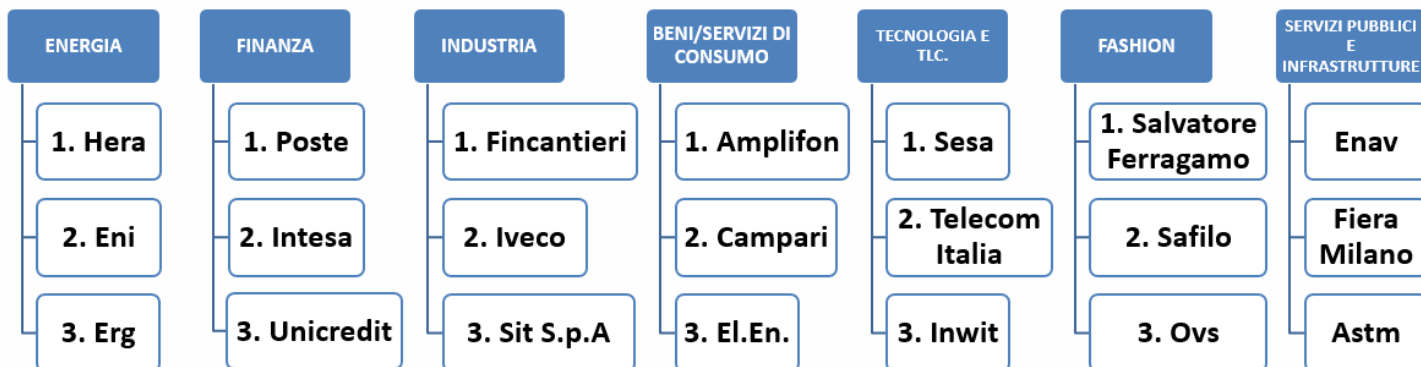 ENERGIA
1. Hera
2. Eni
3. Erg
FINANZA
1. Poste
2. Intesa
3. Unicredit
INDUSTRIA
1. Fincantieri
2. Iveco
3. Sit S.p.A
BENI/SERVIZI DI
CONSUMO
1. Amplifon
2. Campari
3. El.En.
TECNOLOGIA E
TLC.
1. Sesa
2. Telecom
Italia
3. Inwit
FASHION
1. Salvatore
Ferragamo
2. Safilo
3. Ovs
SERVIZI PUBBLICI
E
INFRASTRUTTURE
Enav
Fiera
Milano
Astm